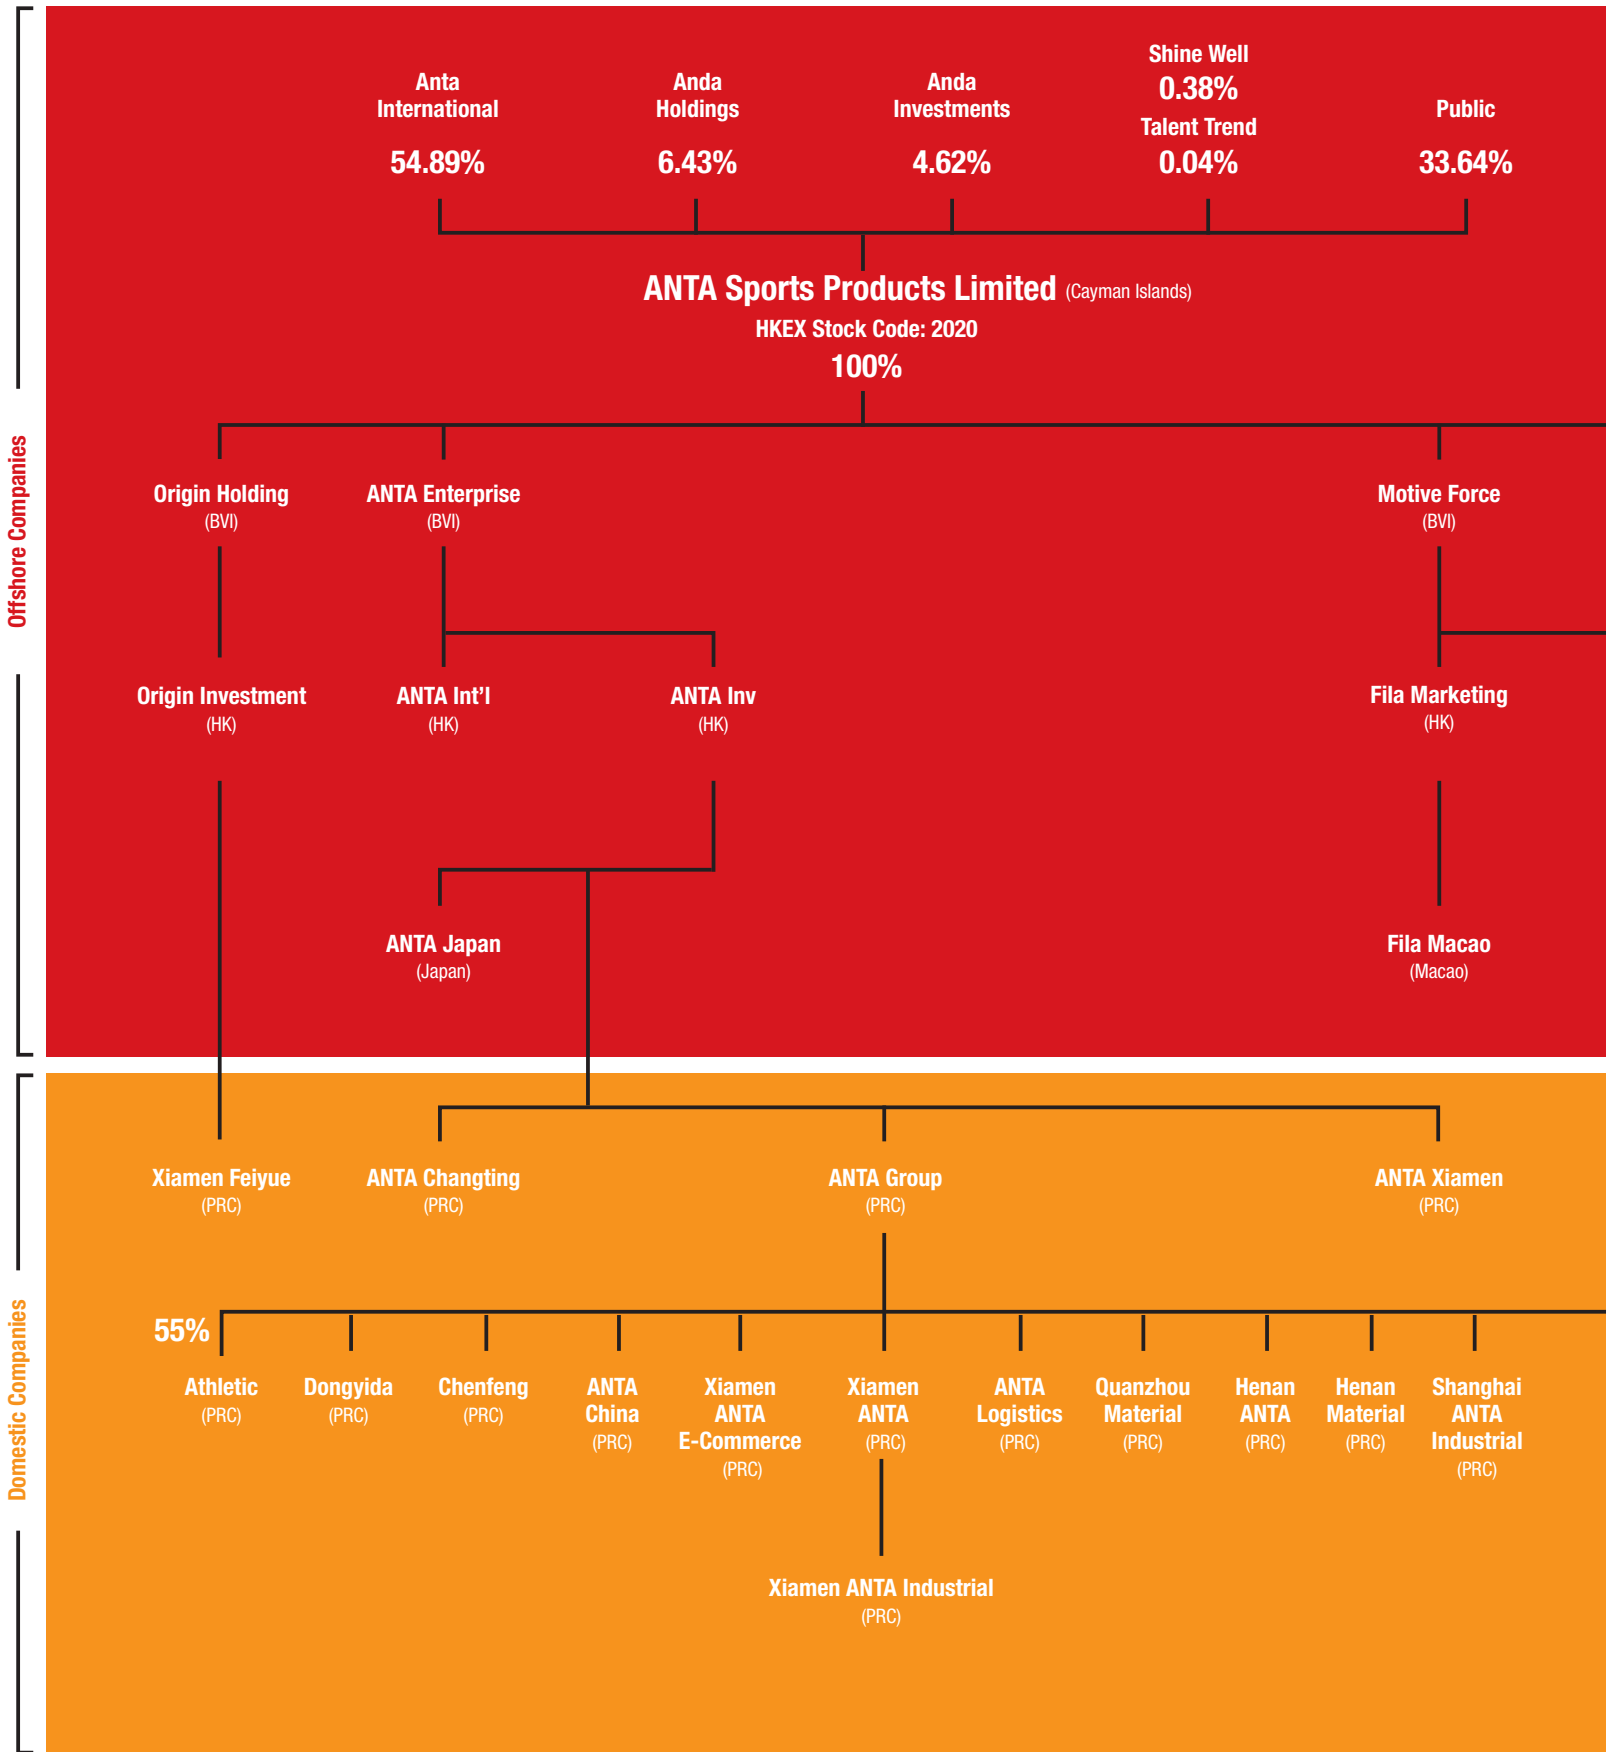 Offshore Companies
Anta
International
54.89%
Anda
Holdings
6.43%
Anda
Investments
4.62%
Shine Well
0.38%
Talent Trend
0.04%
Public
33.64%
ANTA Sports Products Limited (Cayman Islands)
HKEX Stock Code: 2020
100%
Origin Holding
(BVI)
ANTA Enterprise
(BVI)
Motive Force
(BVI)
Origin Investment
(HK)
ANTA Int'l
(HK)
ANTA Inv
(HK)
Fila Marketing
(HK)
ANTA Japan
(Japan)
Fila Macao
(Macao)
Domestic Companies
Xiamen Feiyue
(PRC)
ANTA Changting
(PRC)
ANTA Group
(PRC)
ANTA Xiamen
(PRC)
55%
Athletic
(PRC)
Dongyida
(PRC)
Chenfeng
(PRC)
ANTA
China
(PRC)
Xiamen
ANTA
E-Commerce
(PRC)
Xiamen
ANTA
(PRC)
ANTA
Logistics
(PRC)
Quanzhou
Material
(PRC)
Henan
ANTA
(PRC)
Henan
Material
(PRC)
Shanghai
ANTA
Industrial
(PRC)
Xiamen ANTA Industrial
(PRC)